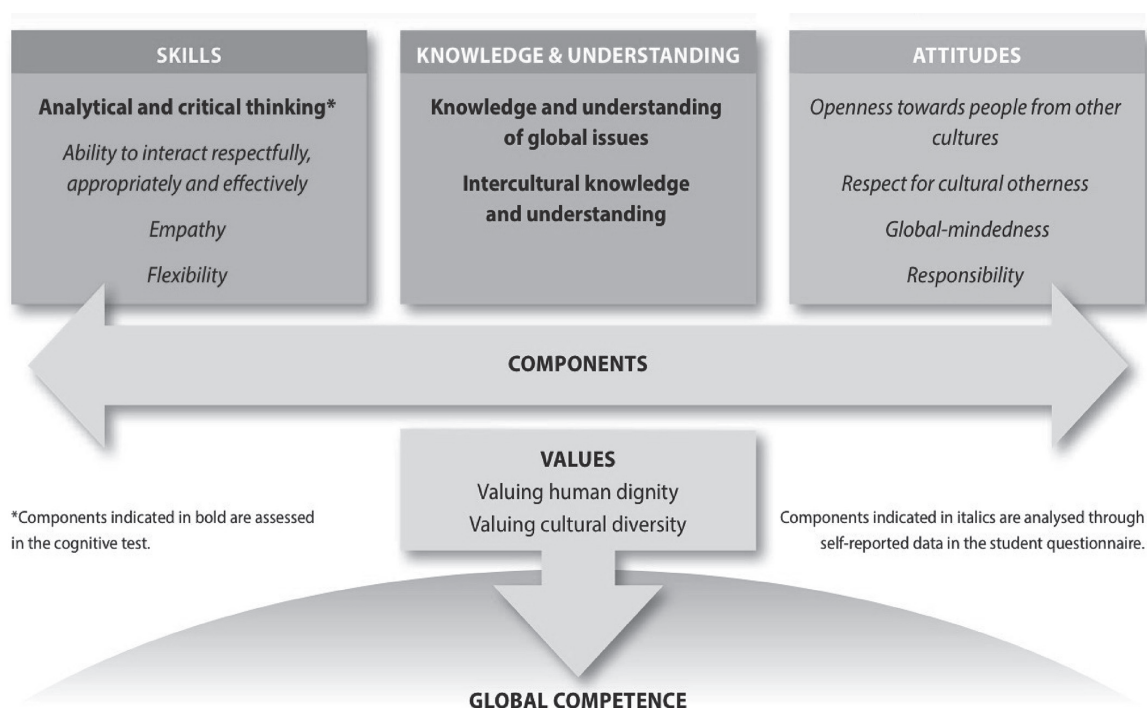 SKILLS
Analytical and critical thinking*
Ability to interact respectfully,
appropriately and effectively
Empathy
Flexibility
KNOWLEDGE & UNDERSTANDING
Knowledge and understanding
of global issues
Intercultural knowledge
and understanding
ATTITUDES
Openness towards people from other
cultures
Respect for cultural otherness
Global-mindedness
Responsibility
COMPONENTS
VALUES
Valuing human dignity
Valuing cultural diversity
*Components indicated in bold are assessed
in the cognitive test.
Components indicated in italics are analysed through
self-reported data in the student questionnaire.
GLOBAL COMPETENCE